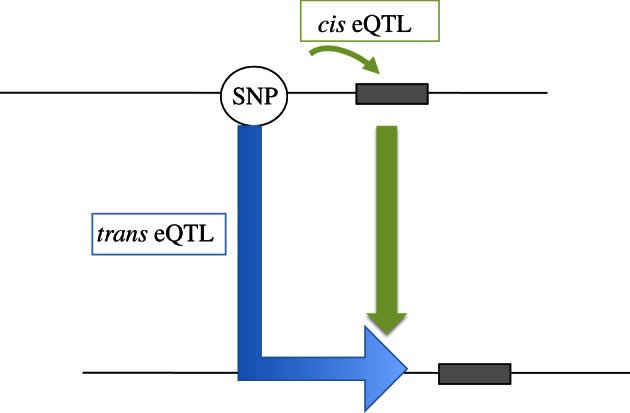 cis eQTL
SNP
trans eQTL